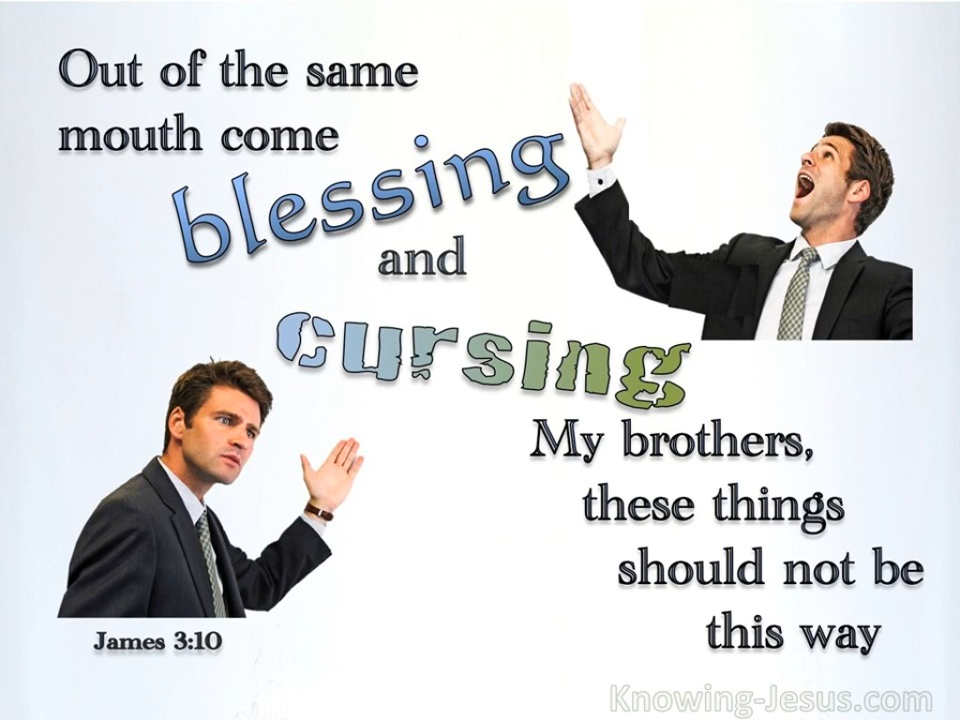 Out of the same
mouth come
blessing
and
cursing
My brothers,
these things
should not be
this way
James 3:10
Knowing-Jesus.com